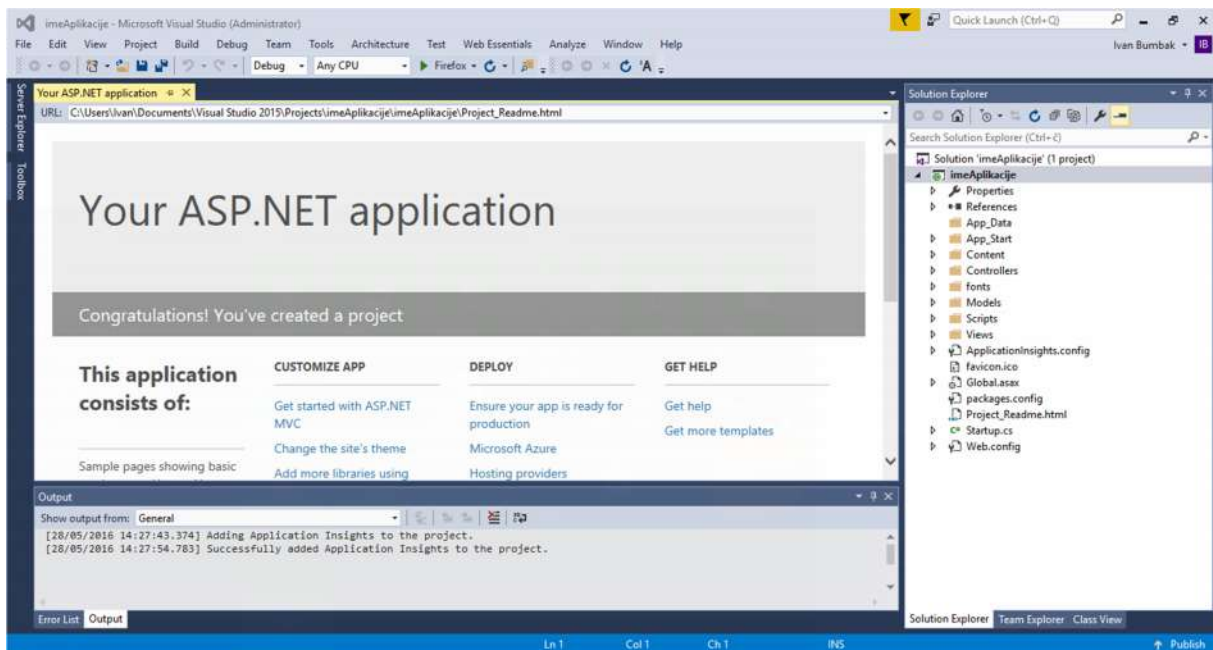 imeAplikacije - Microsoft Visual Studio (Administrator)
Quick Launch (Ctrl+Q)
File Edit View Project Build Debug Team Tools Architecture Test Web Essentials Analyze Window Help
Ivan Bumbak
IB
Debug Any CPU Firefox
Server Explorer
Toolbox
Your ASP.NET application
URL: C:\Users\Ivan\Documents\Visual Studio 2015\Projects\imeAplikacije\imeAplikacije\Project_Readme.html
Your ASP.NET application
Congratulations! You've created a project
This application
consists of:
Sample pages showing basic
CUSTOMIZE APP
Get started with ASP.NET
MVC
Change the site's theme
Add more libraries using
DEPLOY
Ensure your app is ready for
production
Microsoft Azure
Hosting providers
GET HELP
Get help
Get more templates
Output
Show output from: General
[28/05/2016 14:27:43.374] Adding Application Insights to the project.
[28/05/2016 14:27:54.783] Successfully added Application Insights to the project.
Error List Output
Solution Explorer
Search Solution Explorer (Ctrl+č)
Solution 'imeAplikacije' (1 project)
imeAplikacije
Properties
References
App_Data
App_Start
Content
Controllers
fonts
Models
Scripts
Views
ApplicationInsights.config
favicon.ico
Global.asax
packages.config
Project_Readme.html
Startup.cs
Web.config
Solution Explorer Team Explorer Class View
Ln 1 Col 1 Ch 1 INS Publish